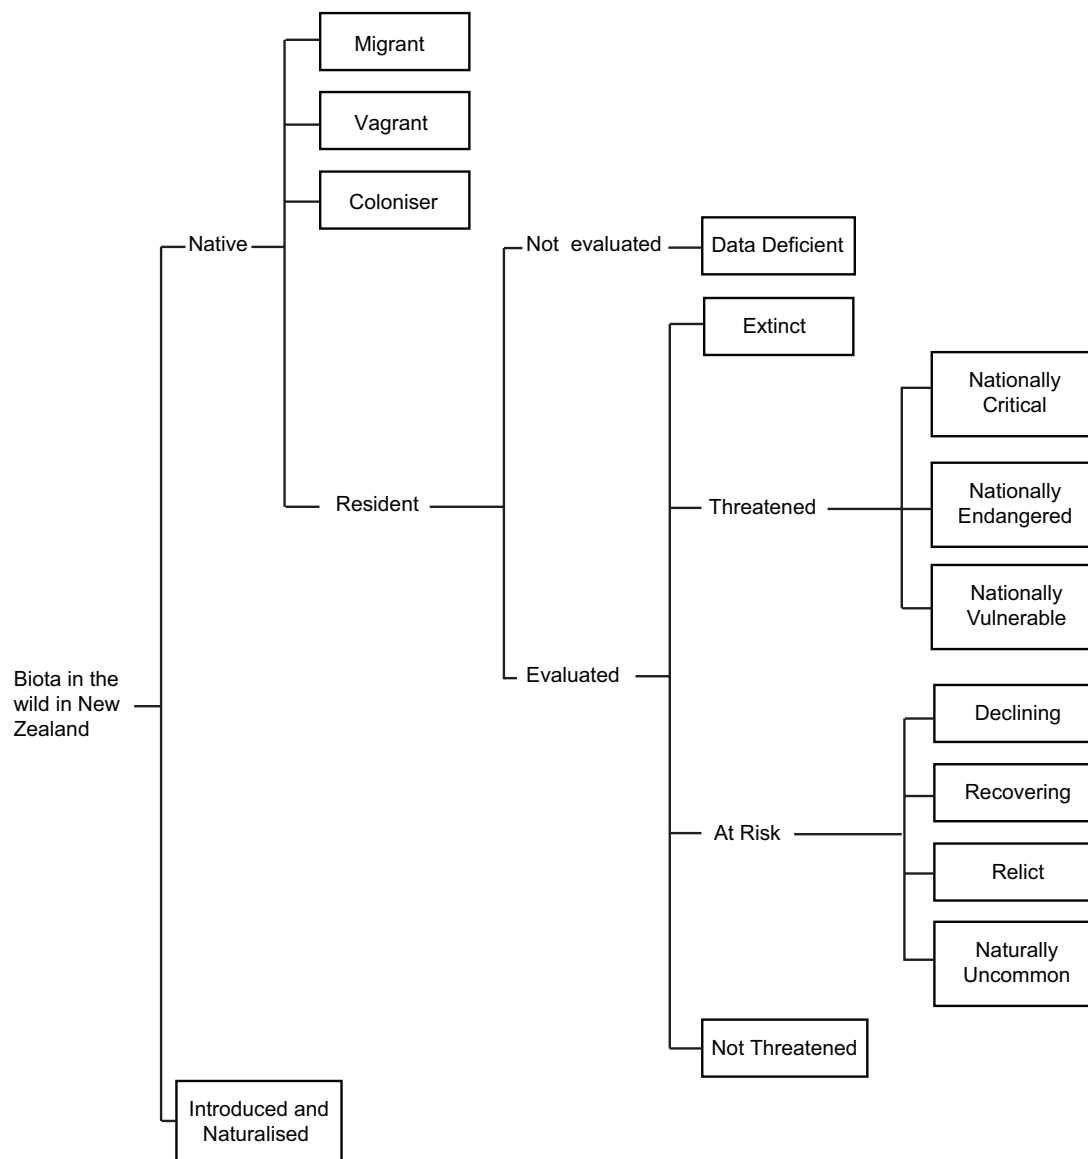 Migrant
Vagrant
Coloniser
Native
Not evaluated
Data Deficient
Extinct
Nationally
Critical
Resident
Threatened
Nationally
Endangered
Nationally
Vulnerable
Biota in the
wild in New
Zealand
Evaluated
Declining
Recovering
At Risk
Relict
Naturally
Uncommon
Not Threatened
Introduced and
Naturalised